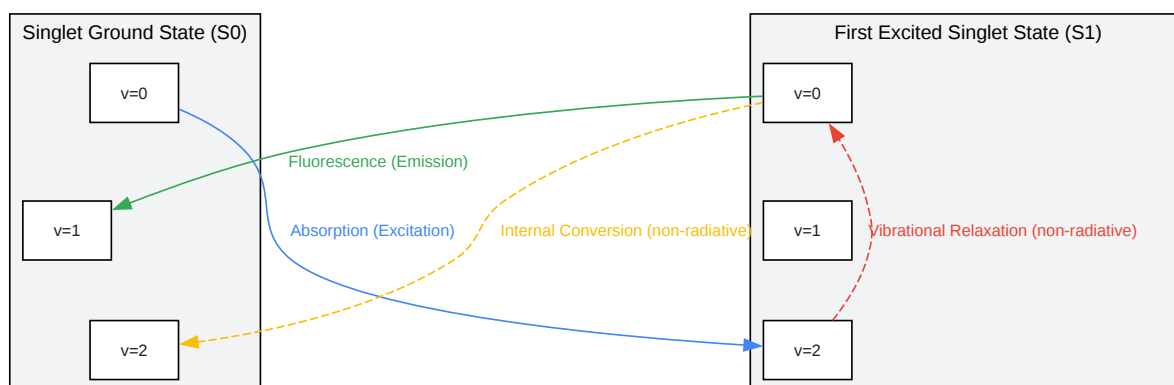 Singlet Ground State (S0)
First Excited Singlet State (S1)
v=0
v=0
Fluorescence (Emission)
v=1
Absorption (Excitation)
Internal Conversion (non-radiative)
v=1
Vibrational Relaxation (non-radiative)
v=2
v=2